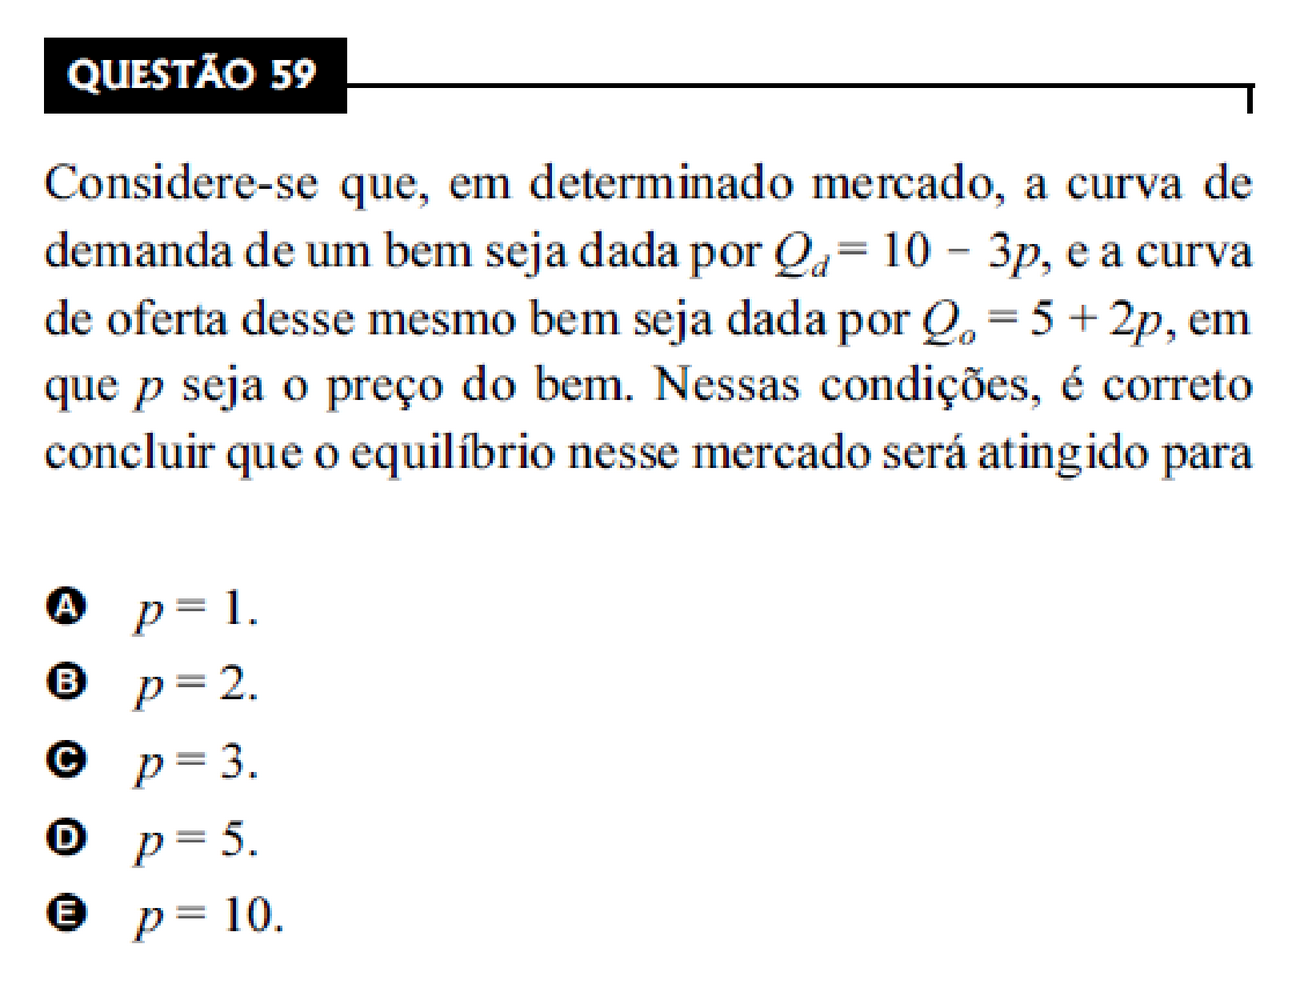 QUESTÃO 59
Considere-se que, em determinado mercado, a curva de
demanda de um bem seja dada por Qd = 10 − 3p, e a curva
de oferta desse mesmo bem seja dada por Qo = 5 + 2p, em
que p seja o preço do bem. Nessas condições, é correto
concluir que o equilíbrio nesse mercado será atingido para
A p = 1.
B p = 2.
C p = 3.
D p = 5.
E p = 10.